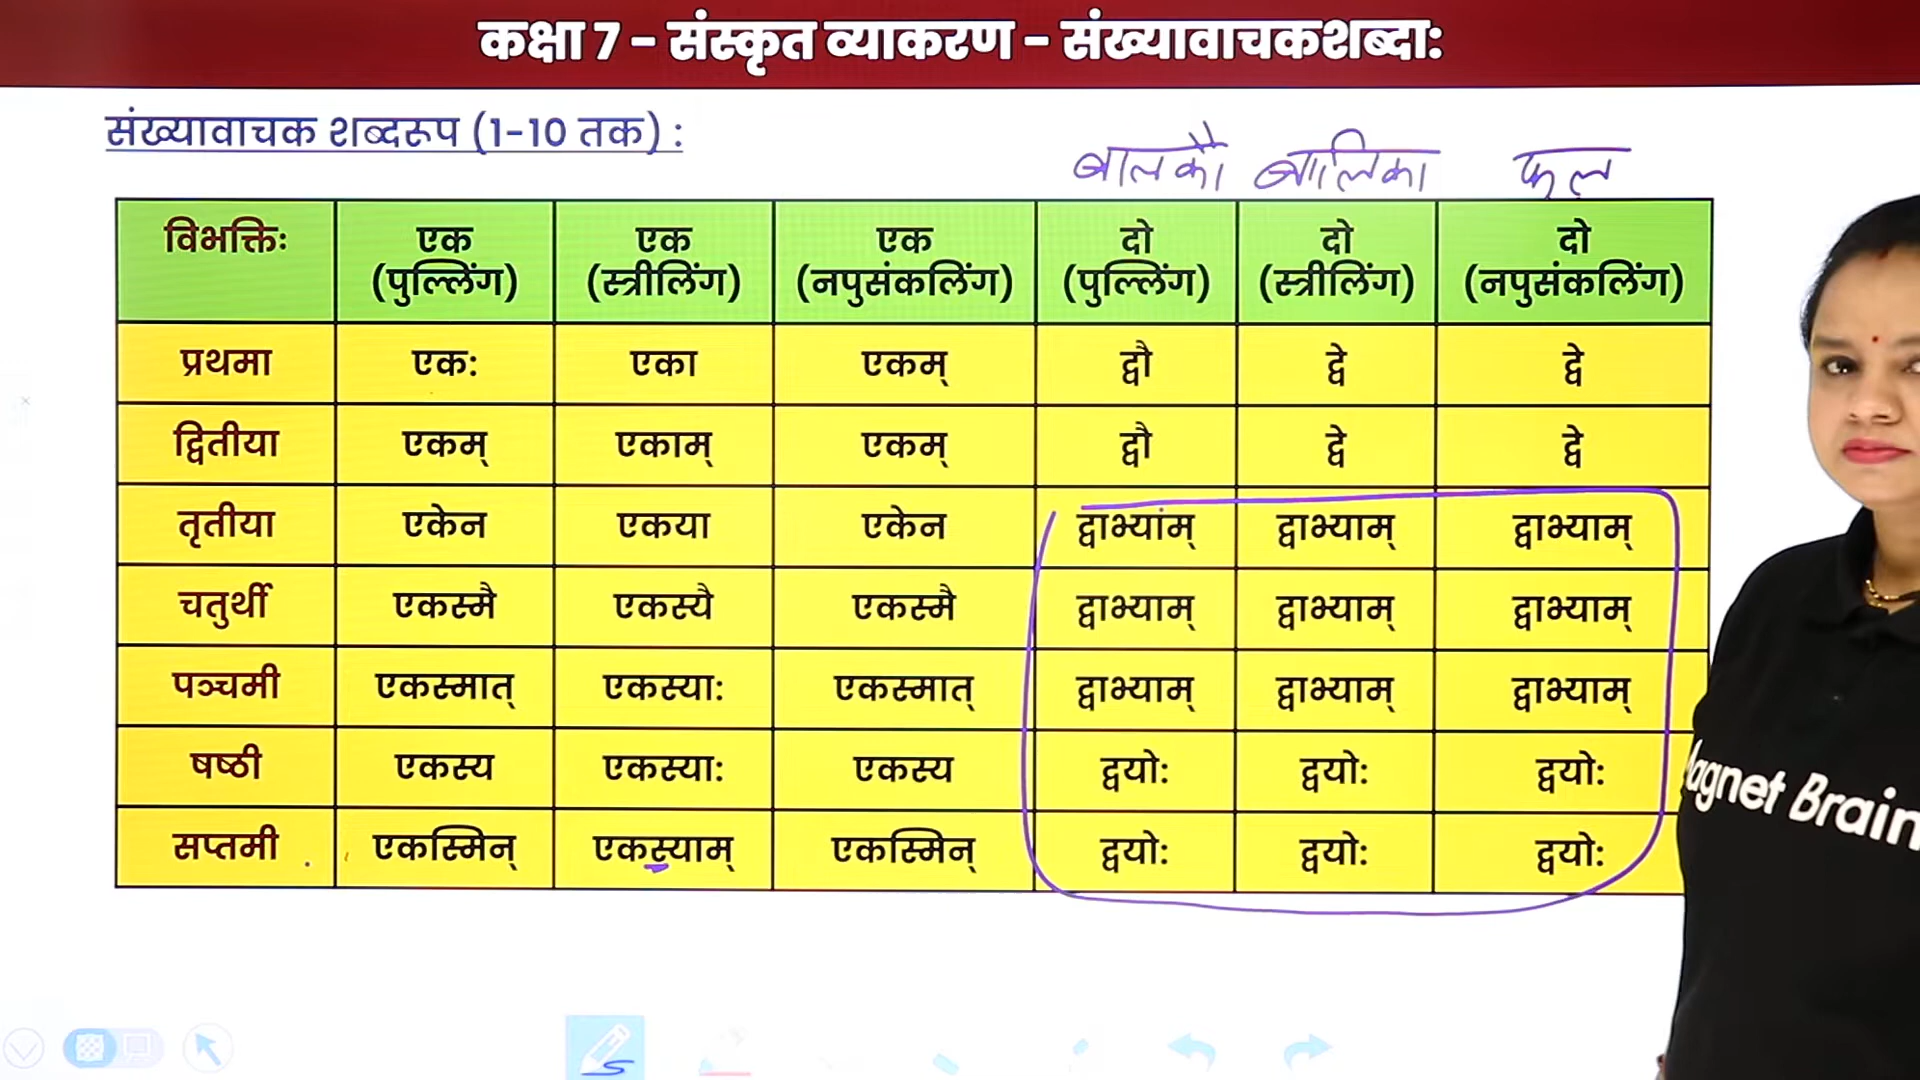 कक्षा 7 - संस्कृत व्याकरण - संख्यावाचकशब्दाः
संख्यावाचक शब्दरूप (1-10 तक) :
बालकौ बालिका फल
विभक्तिः एक (पुल्लिंग) एक (स्त्रीलिंग) एक (नपुसंकलिंग) दो (पुल्लिंग) दो (स्त्रीलिंग) दो (नपुसंकलिंग)
प्रथमा एकः एका एकम् द्वौ द्वे द्वे
द्वितीया एकम् एकाम् एकम् द्वौ द्वे द्वे
तृतीया एकेन एकया एकेन द्वाभ्याम् द्वाभ्याम् द्वाभ्याम्
चतुर्थी एकस्मै एकस्यै एकस्मै द्वाभ्याम् द्वाभ्याम् द्वाभ्याम्
पञ्चमी एकस्मात् एकस्याः एकस्मात् द्वाभ्याम् द्वाभ्याम् द्वाभ्याम्
षष्ठी एकस्य एकस्याः एकस्य द्वयोः द्वयोः द्वयोः
सप्तमी एकस्मिन् एकस्याम् एकस्मिन् द्वयोः द्वयोः द्वयोः
agnet Brain